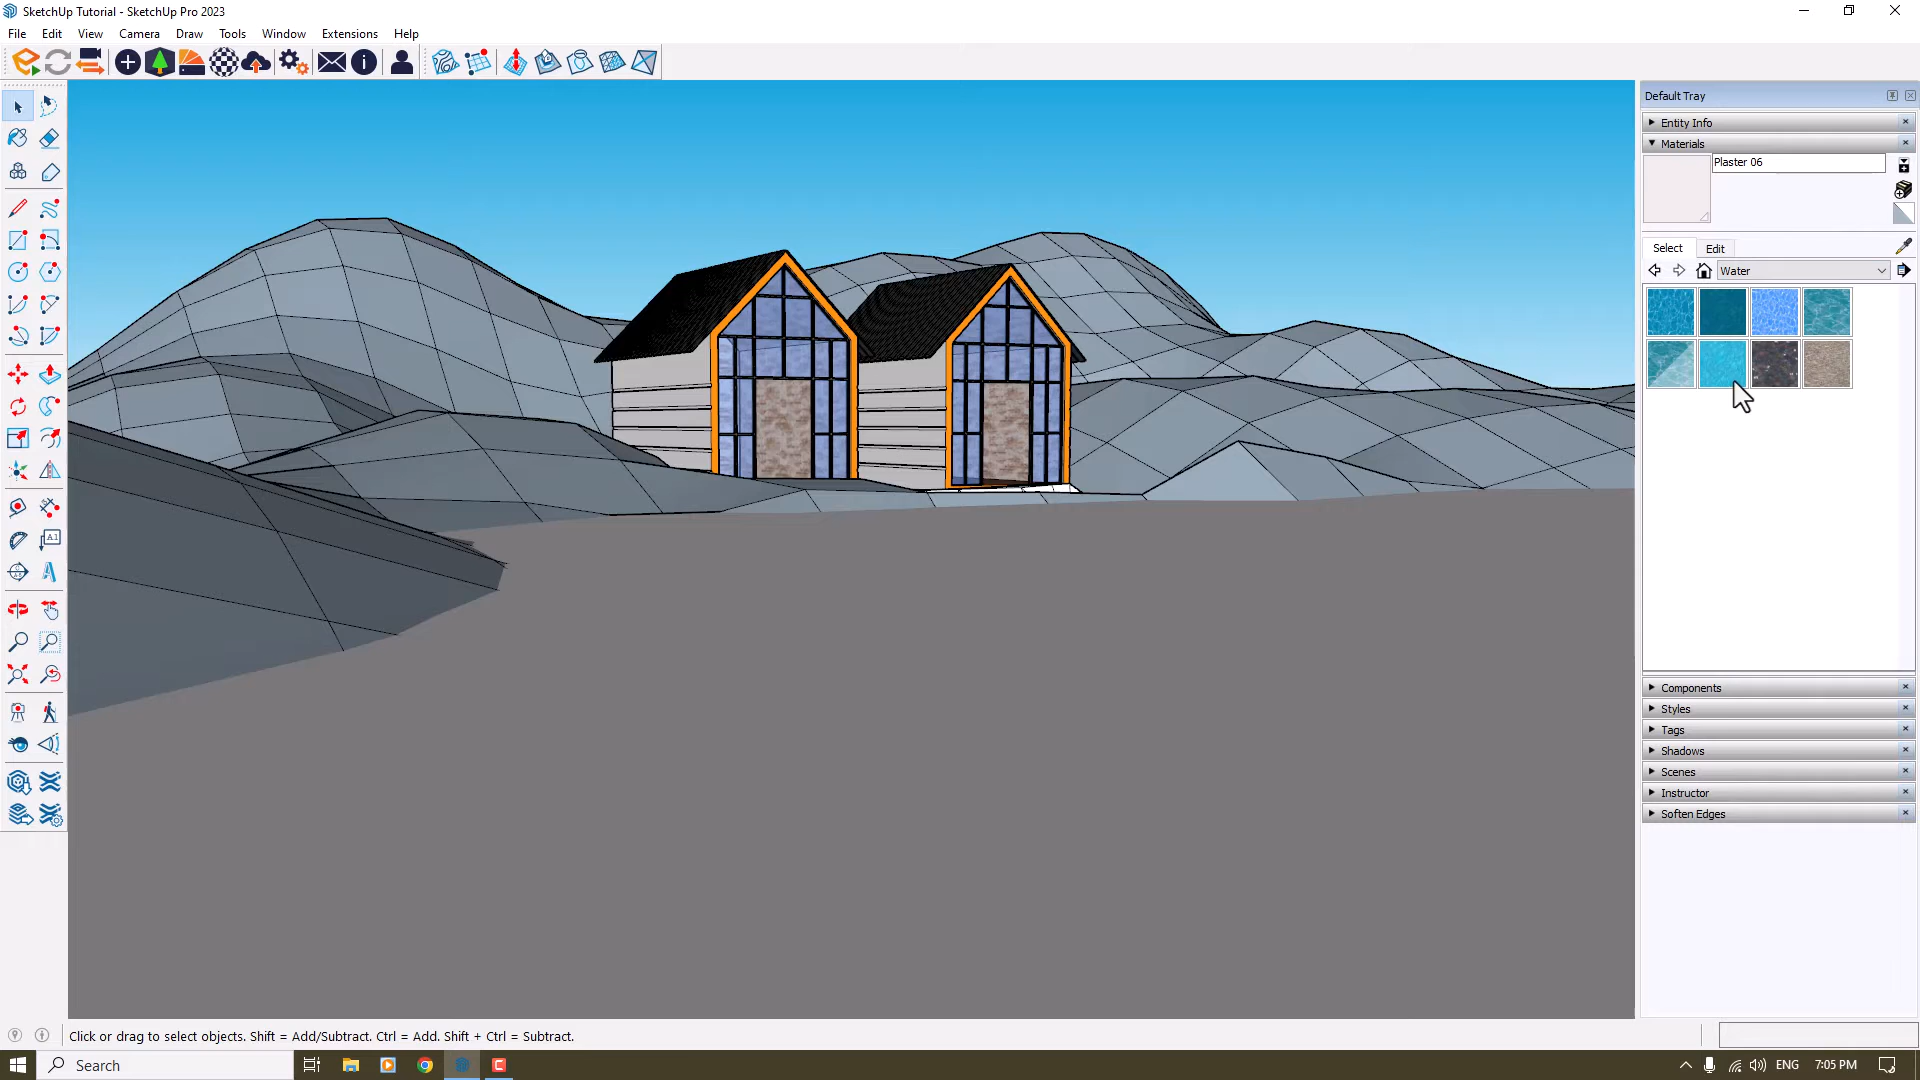 SketchUp Tutorial - SketchUp Pro 2023
File Edit View Camera Draw Tools Window Extensions Help
Default Tray
Entity Info
Materials
Plaster 06
Select Edit
Water
Components
Styles
Tags
Shadows
Scenes
Instructor
Soften Edges
Click or drag to select objects. Shift = Add/Subtract. Ctrl = Add. Shift + Ctrl = Subtract.
Search
ENG 7:05 PM